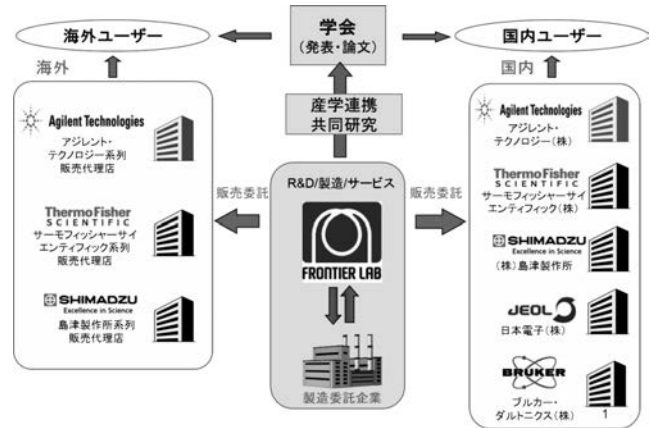 海外ユーザー
学会
(発表・論文)
国内ユーザー
海外
国内
産学連携
共同研究
Agilent Technologies
アジレント・
テクノロジー系列
販売代理店
ThermoFisher
SCIENTIFIC
サーモフィッシャーサイ
エンティフィック系列
販売代理店
SHIMADZU
Excellence in Science
島津製作所系列
販売代理店
販売委託
R&D/製造/サービス
FRONTIER LAB
製造委託企業
販売委託
Agilent Technologies
アジレント・
テクノロジー(株)
ThermoFisher
SCIENTIFIC
サーモフィッシャーサイ
エンティフィック(株)
SHIMADZU
Excellence in Science
(株)島津製作所
JEOL
日本電子(株)
BRUKER
ブルカー・
ダルトニクス(株)
1